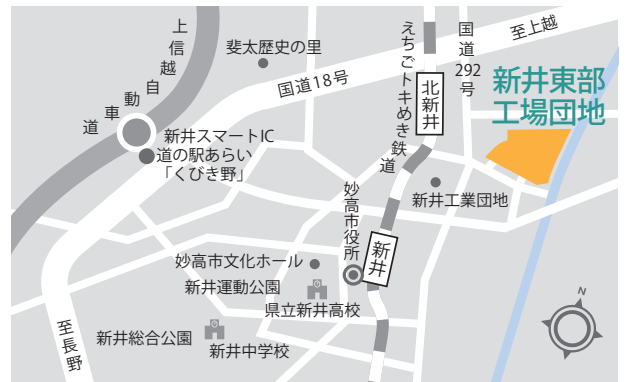 上信越自動車道
斐太歴史の里
国道18号
至上越
えちごトキめき鉄道
国道292号
北新井
新井東部
工場団地
新井スマートIC
道の駅あらい
「くびき野」
新井工業団地
妙高市役所
新井
妙高市文化ホール
新井運動公園
県立新井高校
至長野
新井総合公園
新井中学校
N